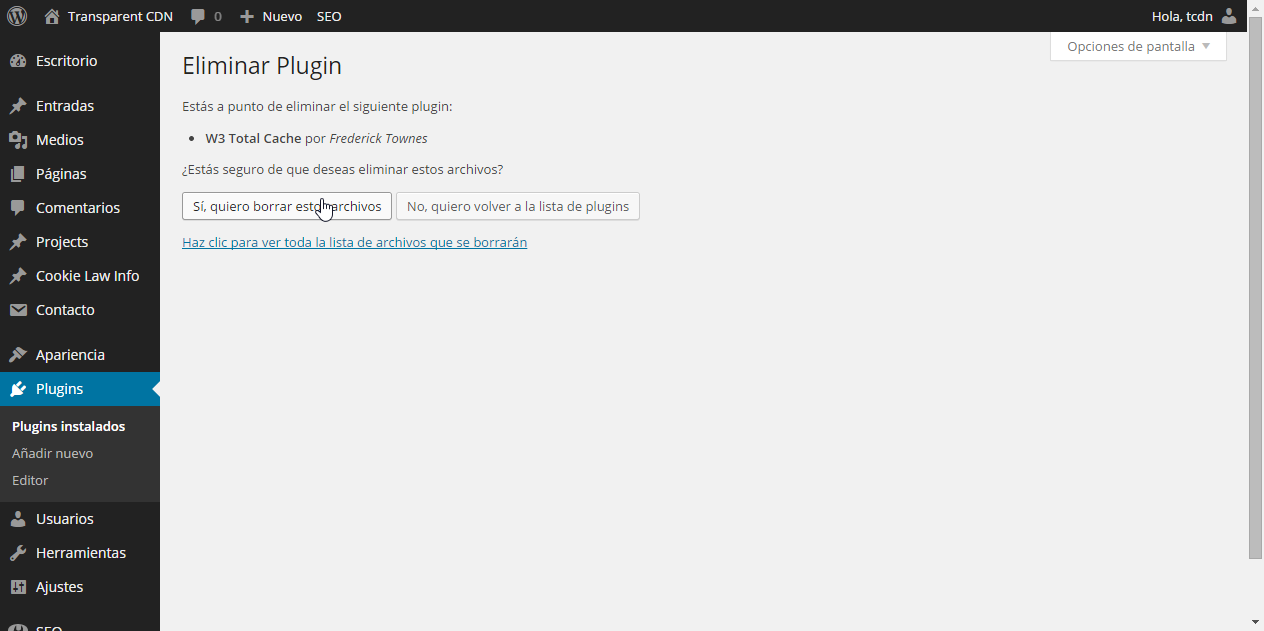 Transparent CDN 0 Nuevo SEO Hola, tcdn
Opciones de pantalla
Escritorio
Entradas
Medios
Páginas
Comentarios
Projects
Cookie Law Info
Contacto
Apariencia
Plugins
Plugins instalados
Añadir nuevo
Editor
Usuarios
Herramientas
Ajustes
SEO
Eliminar Plugin
Estás a punto de eliminar el siguiente plugin:
W3 Total Cache por Frederick Townes
¿Estás seguro de que deseas eliminar estos archivos?
Sí, quiero borrar estos archivos No, quiero volver a la lista de plugins
Haz clic para ver toda la lista de archivos que se borrarán